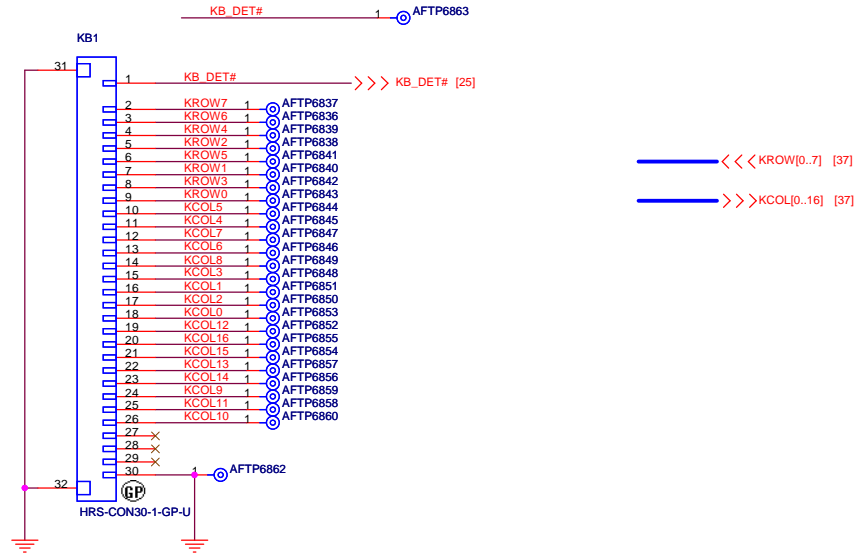 KB_DET# 1 AFTP6863
KB1
31
1 KB_DET# KB_DET# [25]
2 KROW7 1 AFTP6837
3 KROW6 1 AFTP6836
4 KROW4 1 AFTP6839
5 KROW2 1 AFTP6838
6 KROW5 1 AFTP6841
7 KROW1 1 AFTP6840
8 KROW3 1 AFTP6842
9 KROW0 1 AFTP6843
10 KCOL5 1 AFTP6844
11 KCOL4 1 AFTP6845
12 KCOL7 1 AFTP6847
13 KCOL6 1 AFTP6846
14 KCOL8 1 AFTP6849
15 KCOL3 1 AFTP6848
16 KCOL1 1 AFTP6851
17 KCOL2 1 AFTP6850
18 KCOL0 1 AFTP6853
19 KCOL12 1 AFTP6852
20 KCOL16 1 AFTP6855
21 KCOL15 1 AFTP6854
22 KCOL13 1 AFTP6857
23 KCOL14 1 AFTP6856
24 KCOL9 1 AFTP6859
25 KCOL11 1 AFTP6858
26 KCOL10 1 AFTP6860
27
28
29
30 1 AFTP6862
32
GP
HRS-CON30-1-GP-U
KROW[0..7] [37]
KCOL[0..16] [37]